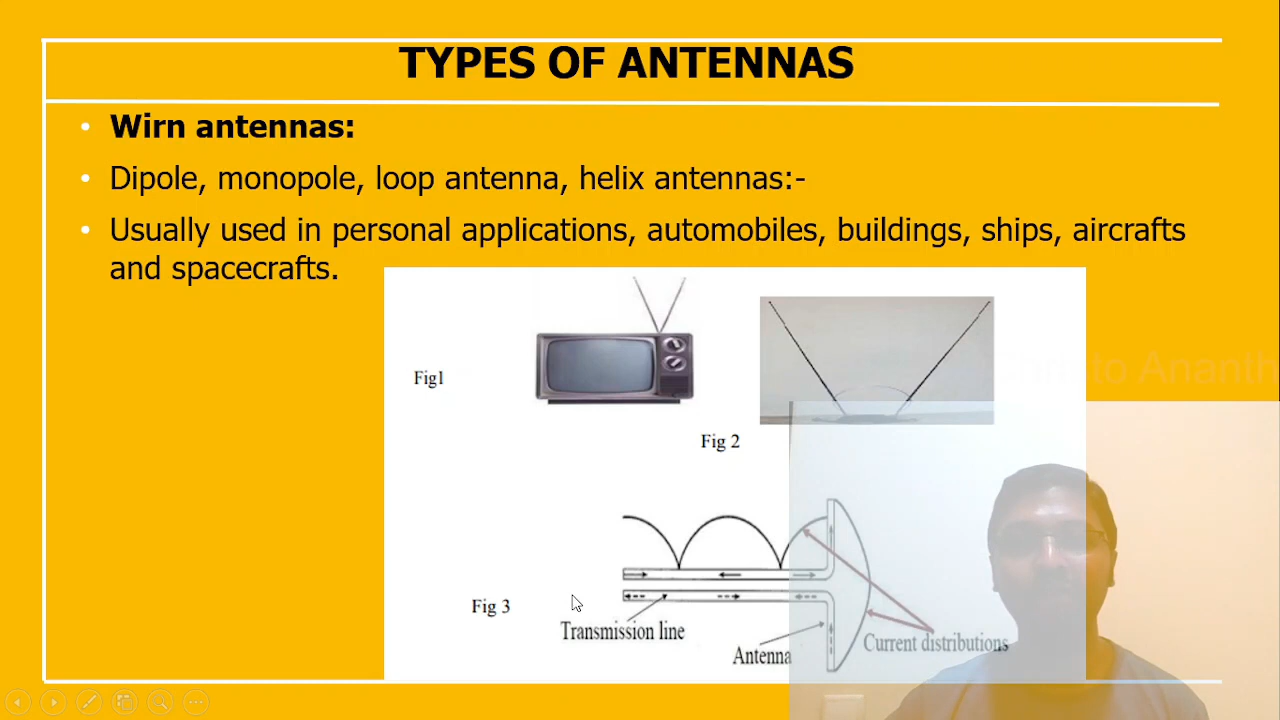 TYPES OF ANTENNAS
• Wirn antennas:
• Dipole, monopole, loop antenna, helix antennas:-
• Usually used in personal applications, automobiles, buildings, ships, aircrafts
and spacecrafts.
Fig1
Fig 2
Fig 3
Transmission line
Antenna
Current distributions